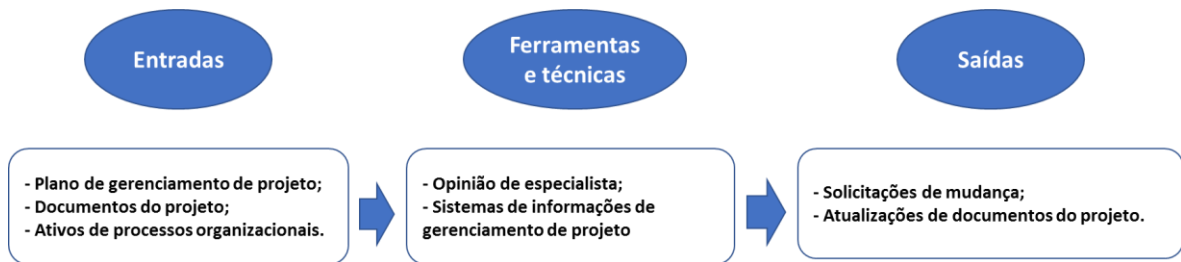 Entradas
Ferramentas
e técnicas
Saídas
- Plano de gerenciamento de projeto;
- Documentos do projeto;
- Ativos de processos organizacionais.
- Opinião de especialista;
- Sistemas de informações de
gerenciamento de projeto
- Solicitações de mudança;
- Atualizações de documentos do projeto.